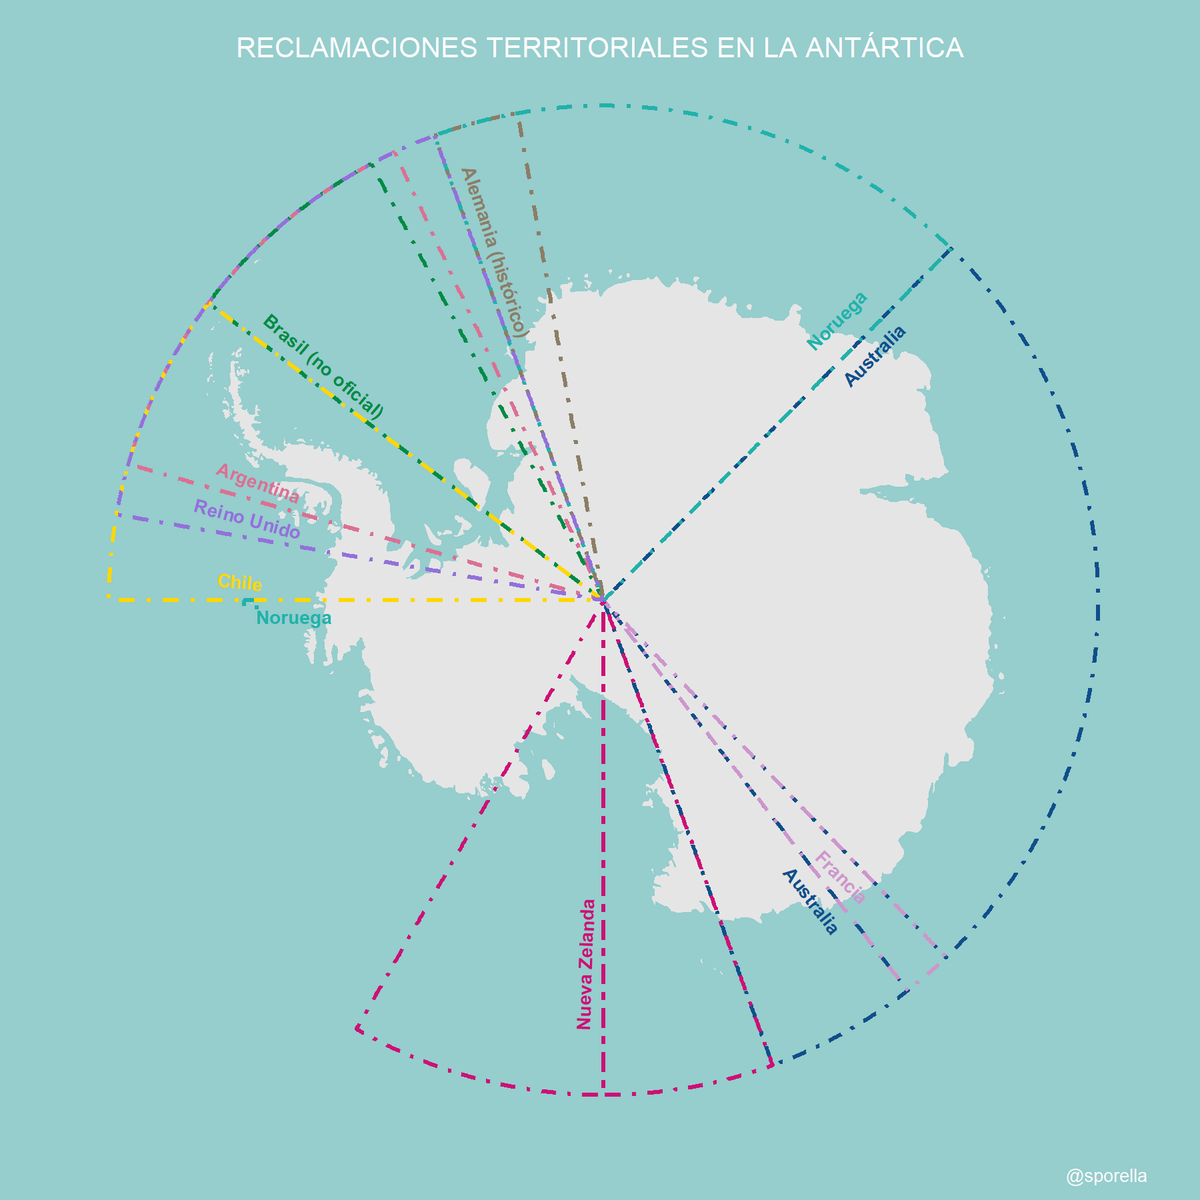 RECLAMACIONES TERRITORIALES EN LA ANTÁRTICA
Alemania (histórico)
Noruega
Australia
Brasil (no oficial)
Argentina
Reino Unido
Chile
Noruega
Francia
Australia
Nueva Zelanda
@sporella